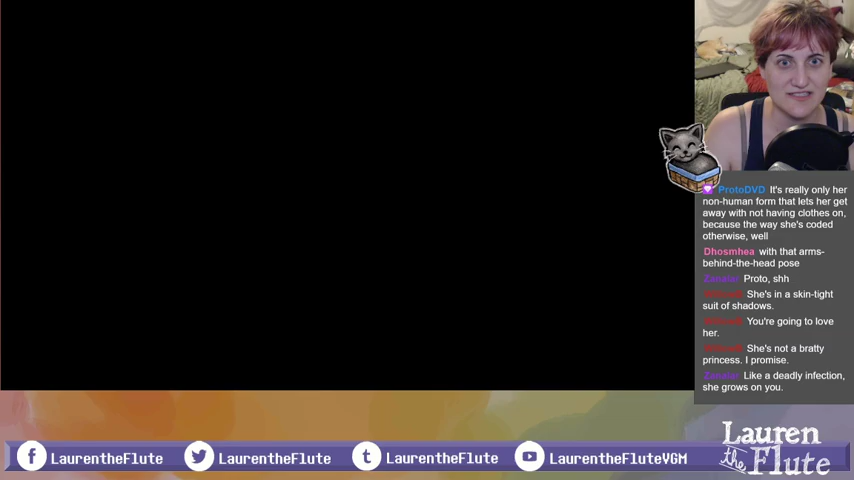 ProtoDVD It's really only her
non-human form that lets her get
away with not having clothes on,
because the way she's coded
otherwise, well
Dhosmhea with that arms-
behind-the-head pose
Proto, shh
She's in a skin-tight
suit of shadows.
You're going to love
her.
She's not a bratty
princess. I promise.
Like a deadly infection,
she grows on you.
Lauren
the Flute
LaurentheFlute
LaurentheFlute
LaurentheFlute
LaurentheFluteVGM